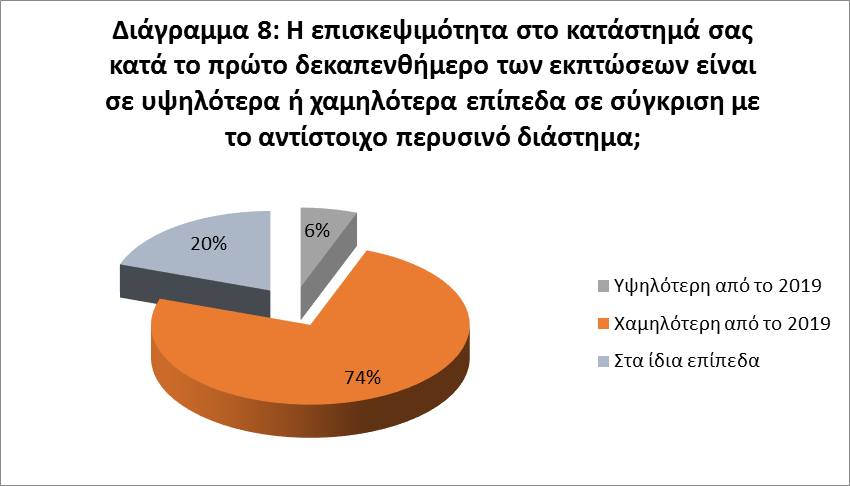 Διάγραμμα 8: Η επισκεψιμότητα στο κατάστημά σας
κατά το πρώτο δεκαπενθήμερο των εκπτώσεων είναι
σε υψηλότερα ή χαμηλότερα επίπεδα σε σύγκριση με
το αντίστοιχο περυσινό διάστημα;
6%
20%
74%
Υψηλότερη από το 2019
Χαμηλότερη από το 2019
Στα ίδια επίπεδα